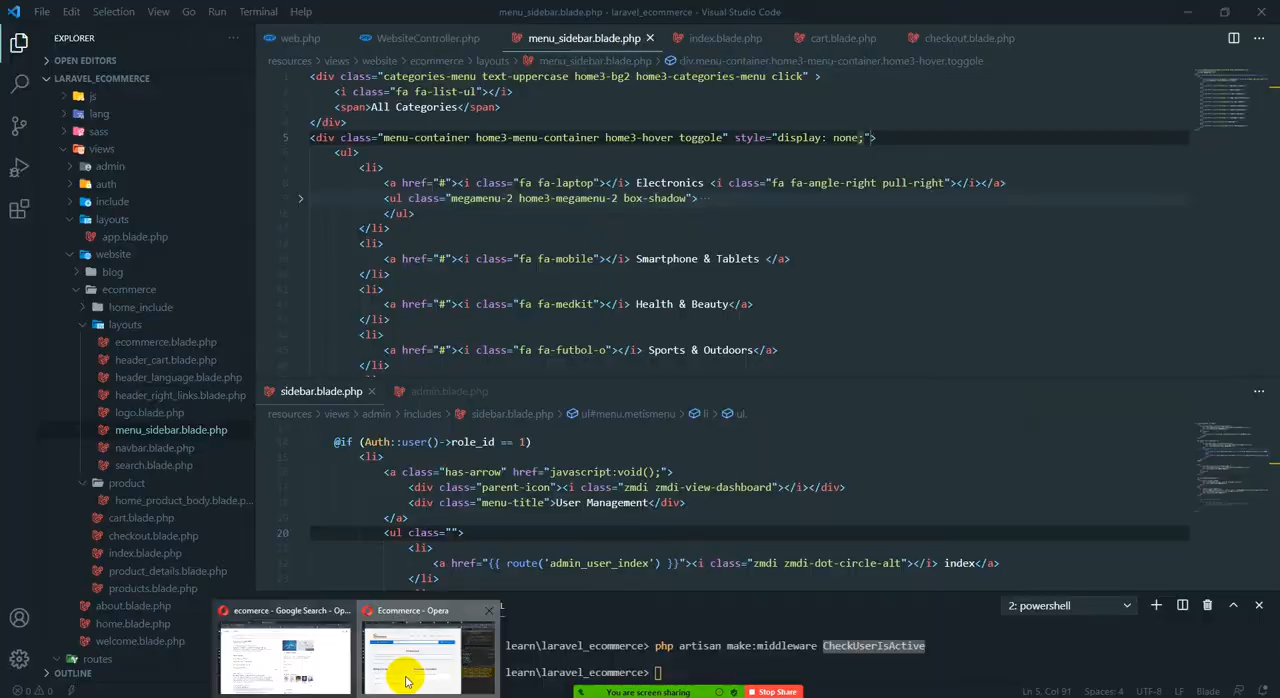 File Edit Selection View Go Run Terminal Help
menu_sidebar.blade.php - laravel_ecommerce - Visual Studio Code
EXPLORER
OPEN EDITORS
LARAVEL_ECOMMERCE
js
lang
sass
views
admin
auth
include
layouts
app.blade.php
website
blog
ecommerce
home_include
layouts
ecommerce.blade.php
header_cart.blade.php
header_language.blade.php
header_right_links.blade.php
logo.blade.php
menu_sidebar.blade.php
navbar.blade.php
search.blade.php
product
home_product_body.blade.p...
cart.blade.php
checkout.blade.php
index.blade.php
product_details.blade.php
products.blade.php
about.blade.php
home.blade.php
welcome.blade.php
routes
OUTLINE
web.php WebsiteController.php menu_sidebar.blade.php index.blade.php cart.blade.php checkout.blade.php
resources > views > website > ecommerce > layouts > menu_sidebar.blade.php > div.menu-container.home3-menu-container.home3-hover.toggole
<div class="categories-menu text-uppercase home3-bg2 home3-categories-menu click" >
<i class="fa fa-list-ul"></i>
<span>All Categories</span>
</div>
5 <div class="menu-container home3-menu-container home3-hover toggole" style="display: none;">
<ul>
<li>
<a href="#"><i class="fa fa-laptop"></i> Electronics <i class="fa fa-angle-right pull-right"></i></a>
<ul class="megamenu-2 home3-megamenu-2 box-shadow"> ...
</ul>
</li>
<li>
<a href="#"><i class="fa fa-mobile"></i> Smartphone & Tablets </a>
</li>
<li>
<a href="#"><i class="fa fa-medkit"></i> Health & Beauty</a>
</li>
<li>
<a href="#"><i class="fa fa-futbol-o"></i> Sports & Outdoors</a>
</li>
sidebar.blade.php admin.blade.php
resources > views > admin > includes > sidebar.blade.php > ul#menu.metismenu > li > ul.
@if (Auth::user()->role_id == 1)
<li>
<a class="has-arrow" href="javascript:void();">
<div class="parent-icon"><i class="zmdi zmdi-view-dashboard"></i></div>
<div class="menu-title">User Management</div>
</a>
20 <ul class="">
<li>
<a href="{{ route('admin_user_index') }}"><i class="zmdi zmdi-dot-circle-alt"></i> index</a>
</li>
ecomerce - Google Search - Op...
Ecommerce - Opera
2: powershell
earn\laravel_ecommerce> php artisan make:middleware CheckUserIsActive
earn\laravel_ecommerce>
You are screen sharing Stop Share
0 0
Ln 5, Col 91 Spaces: 4 UTF-8 LF Blade